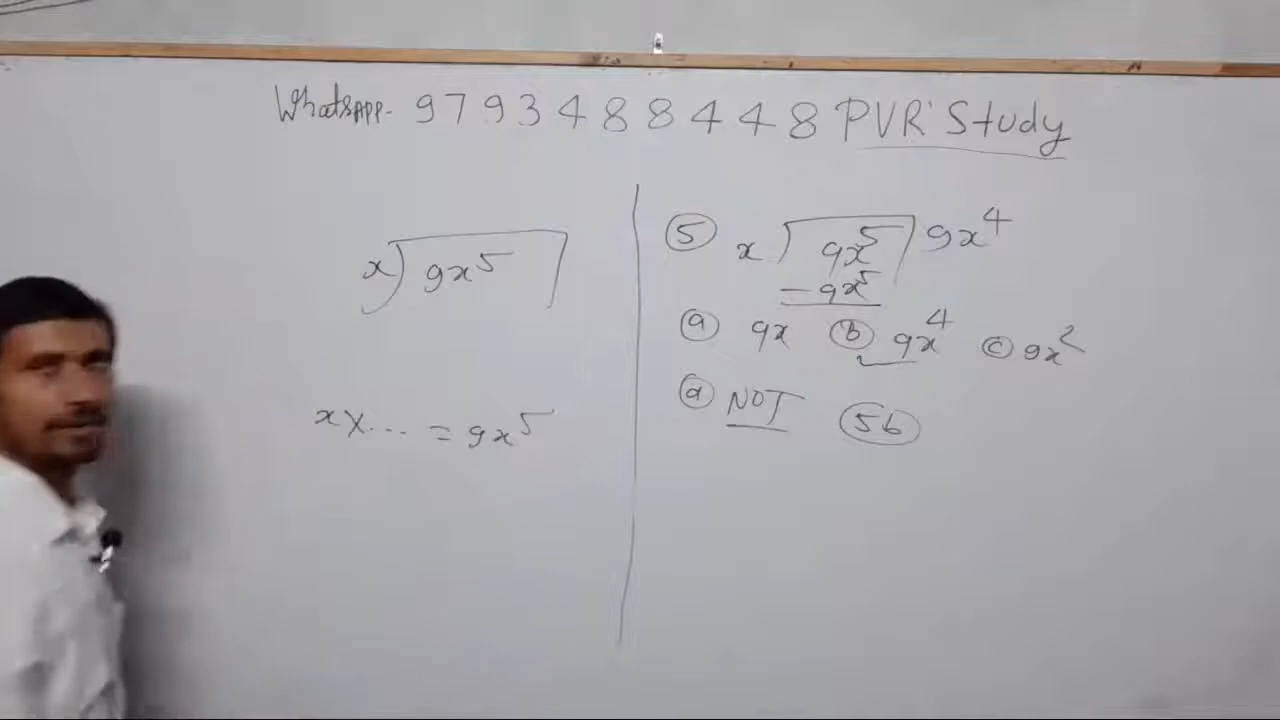 WhatsAPP- 9793488448 PVR Study
x) 9x⁵
x × ... = 9x⁵
⑤ x) 9x⁵ ( 9x⁴
- 9x⁵
ⓐ 9x ⓑ 9x⁴ ⓒ 9x²
ⓓ NOT 5b